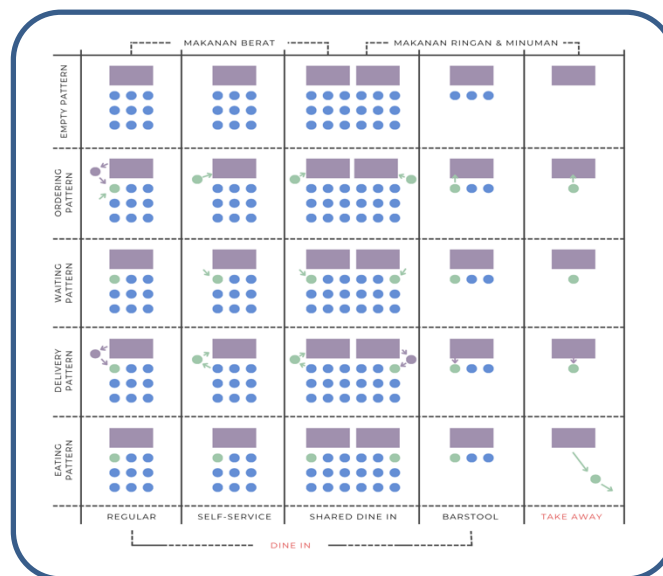 MAKANAN BERAT
MAKANAN RINGAN & MINUMAN
EMPTY PATTERN
ORDERING
PATTERN
WAITING
PATTERN
DELIVERY
PATTERN
EATING
PATTERN
REGULAR
SELF-SERVICE
SHARED DINE IN
BARSTOOL
TAKE AWAY
DINE IN